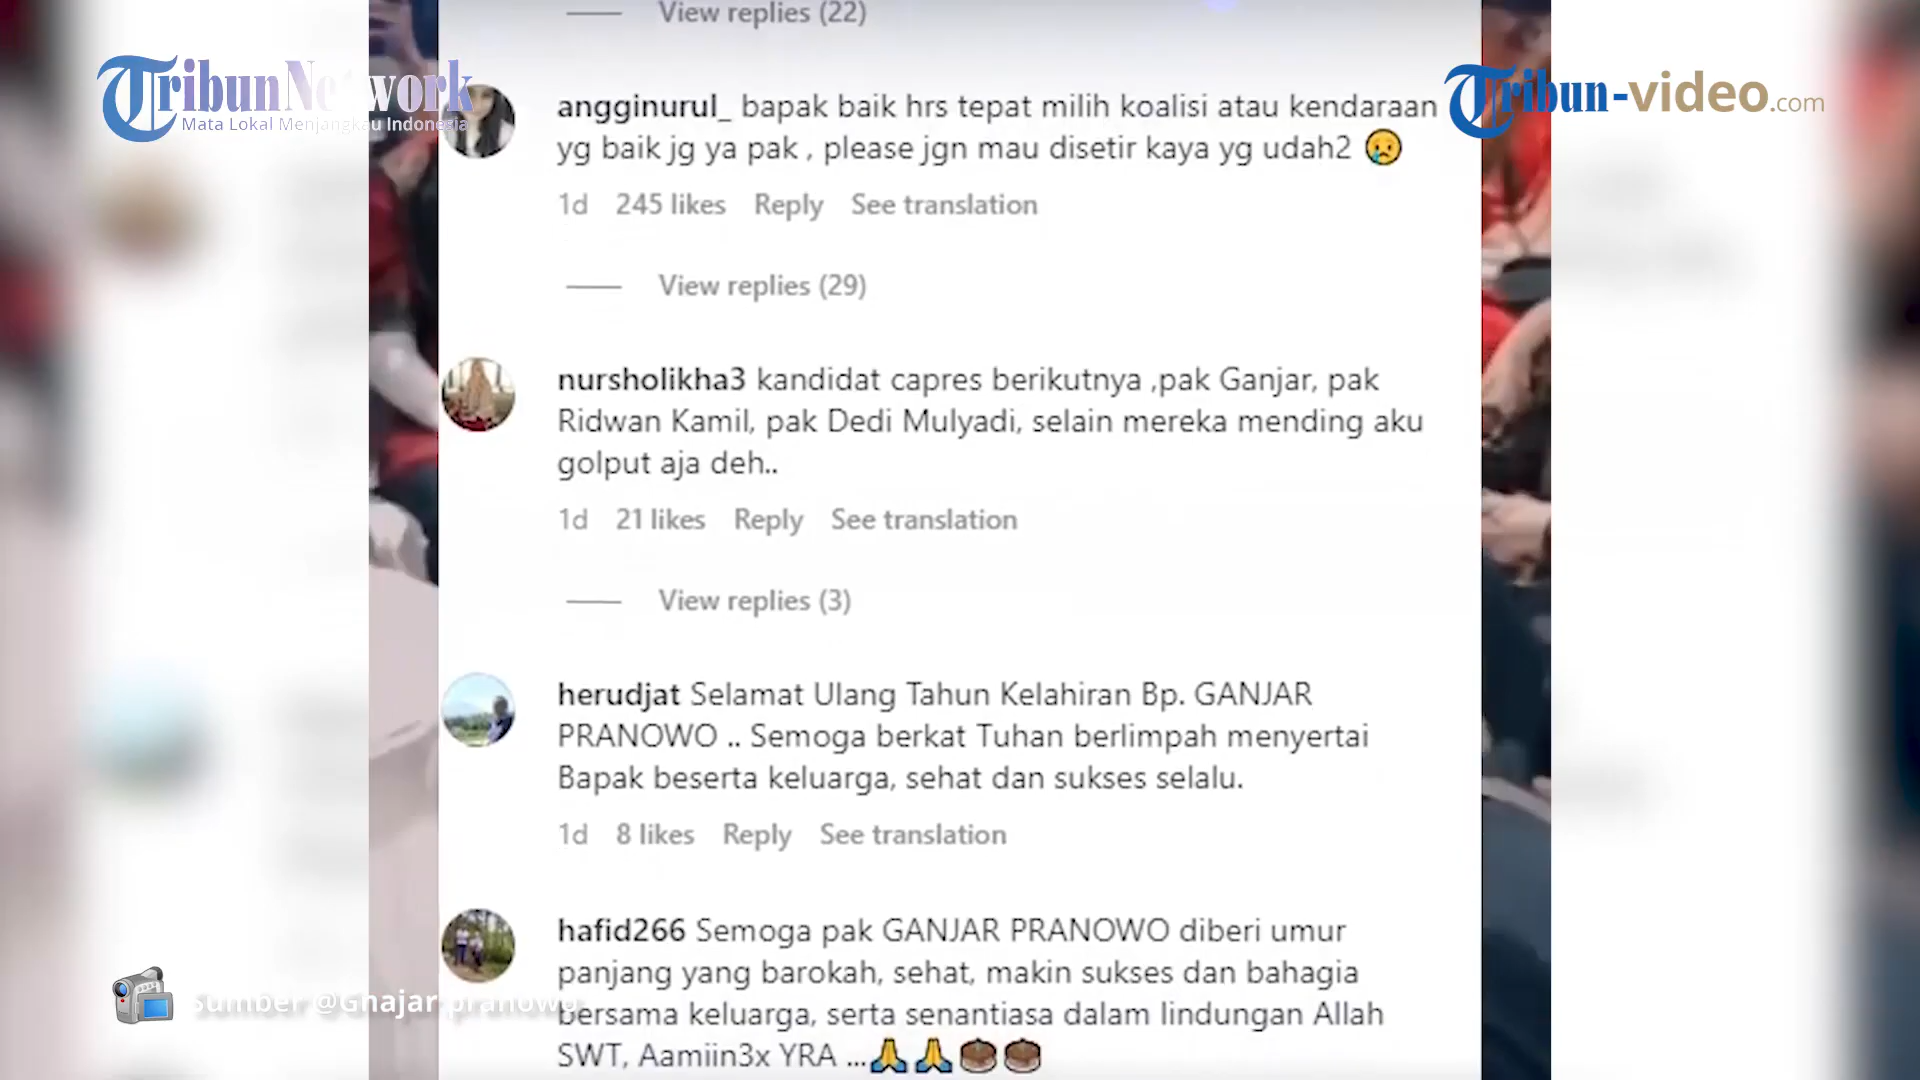 View replies (22)
TribunNetwork
Mata Lokal Menjangkau Indonesia
Tribun-video.com
angginurul_ bapak baik hrs tepat milih koalisi atau kendaraan
yg baik jg ya pak , please jgn mau disetir kaya yg udah2 😢
1d 245 likes Reply See translation
View replies (29)
nursholikha3 kandidat capres berikutnya ,pak Ganjar, pak
Ridwan Kamil, pak Dedi Mulyadi, selain mereka mending aku
golput aja deh..
1d 21 likes Reply See translation
View replies (3)
herudjat Selamat Ulang Tahun Kelahiran Bp. GANJAR
PRANOWO .. Semoga berkat Tuhan berlimpah menyertai
Bapak beserta keluarga, sehat dan sukses selalu.
1d 8 likes Reply See translation
hafid266 Semoga pak GANJAR PRANOWO diberi umur
panjang yang barokah, sehat, makin sukses dan bahagia
bersama keluarga, serta senantiasa dalam lindungan Allah
SWT, Aamiin3x YRA ...🙏🙏🎂🎂
Sumber @Ghajar pranowo